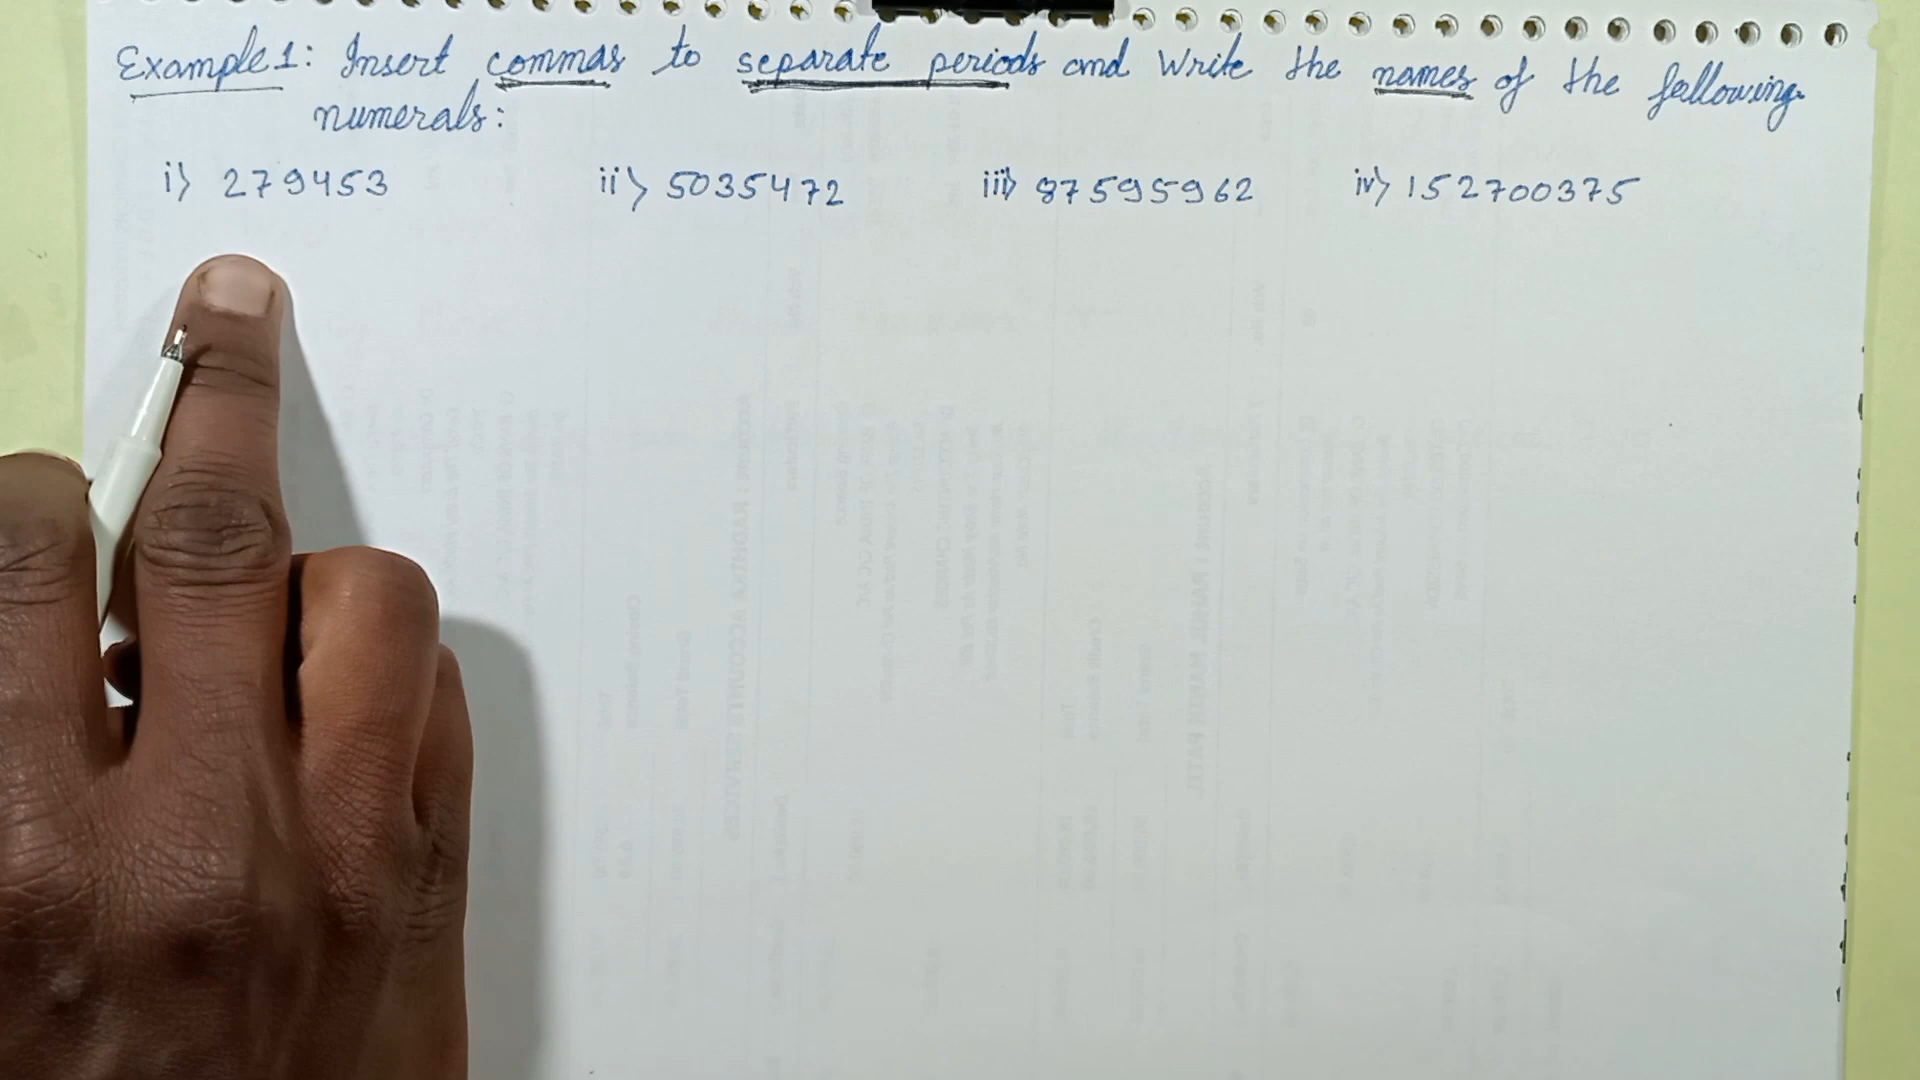 Example 1: Insert commas to separate periods and Write the names of the following
numerals:
i) 279453 ii) 5035472 iii) 87595962 iv) 152700375